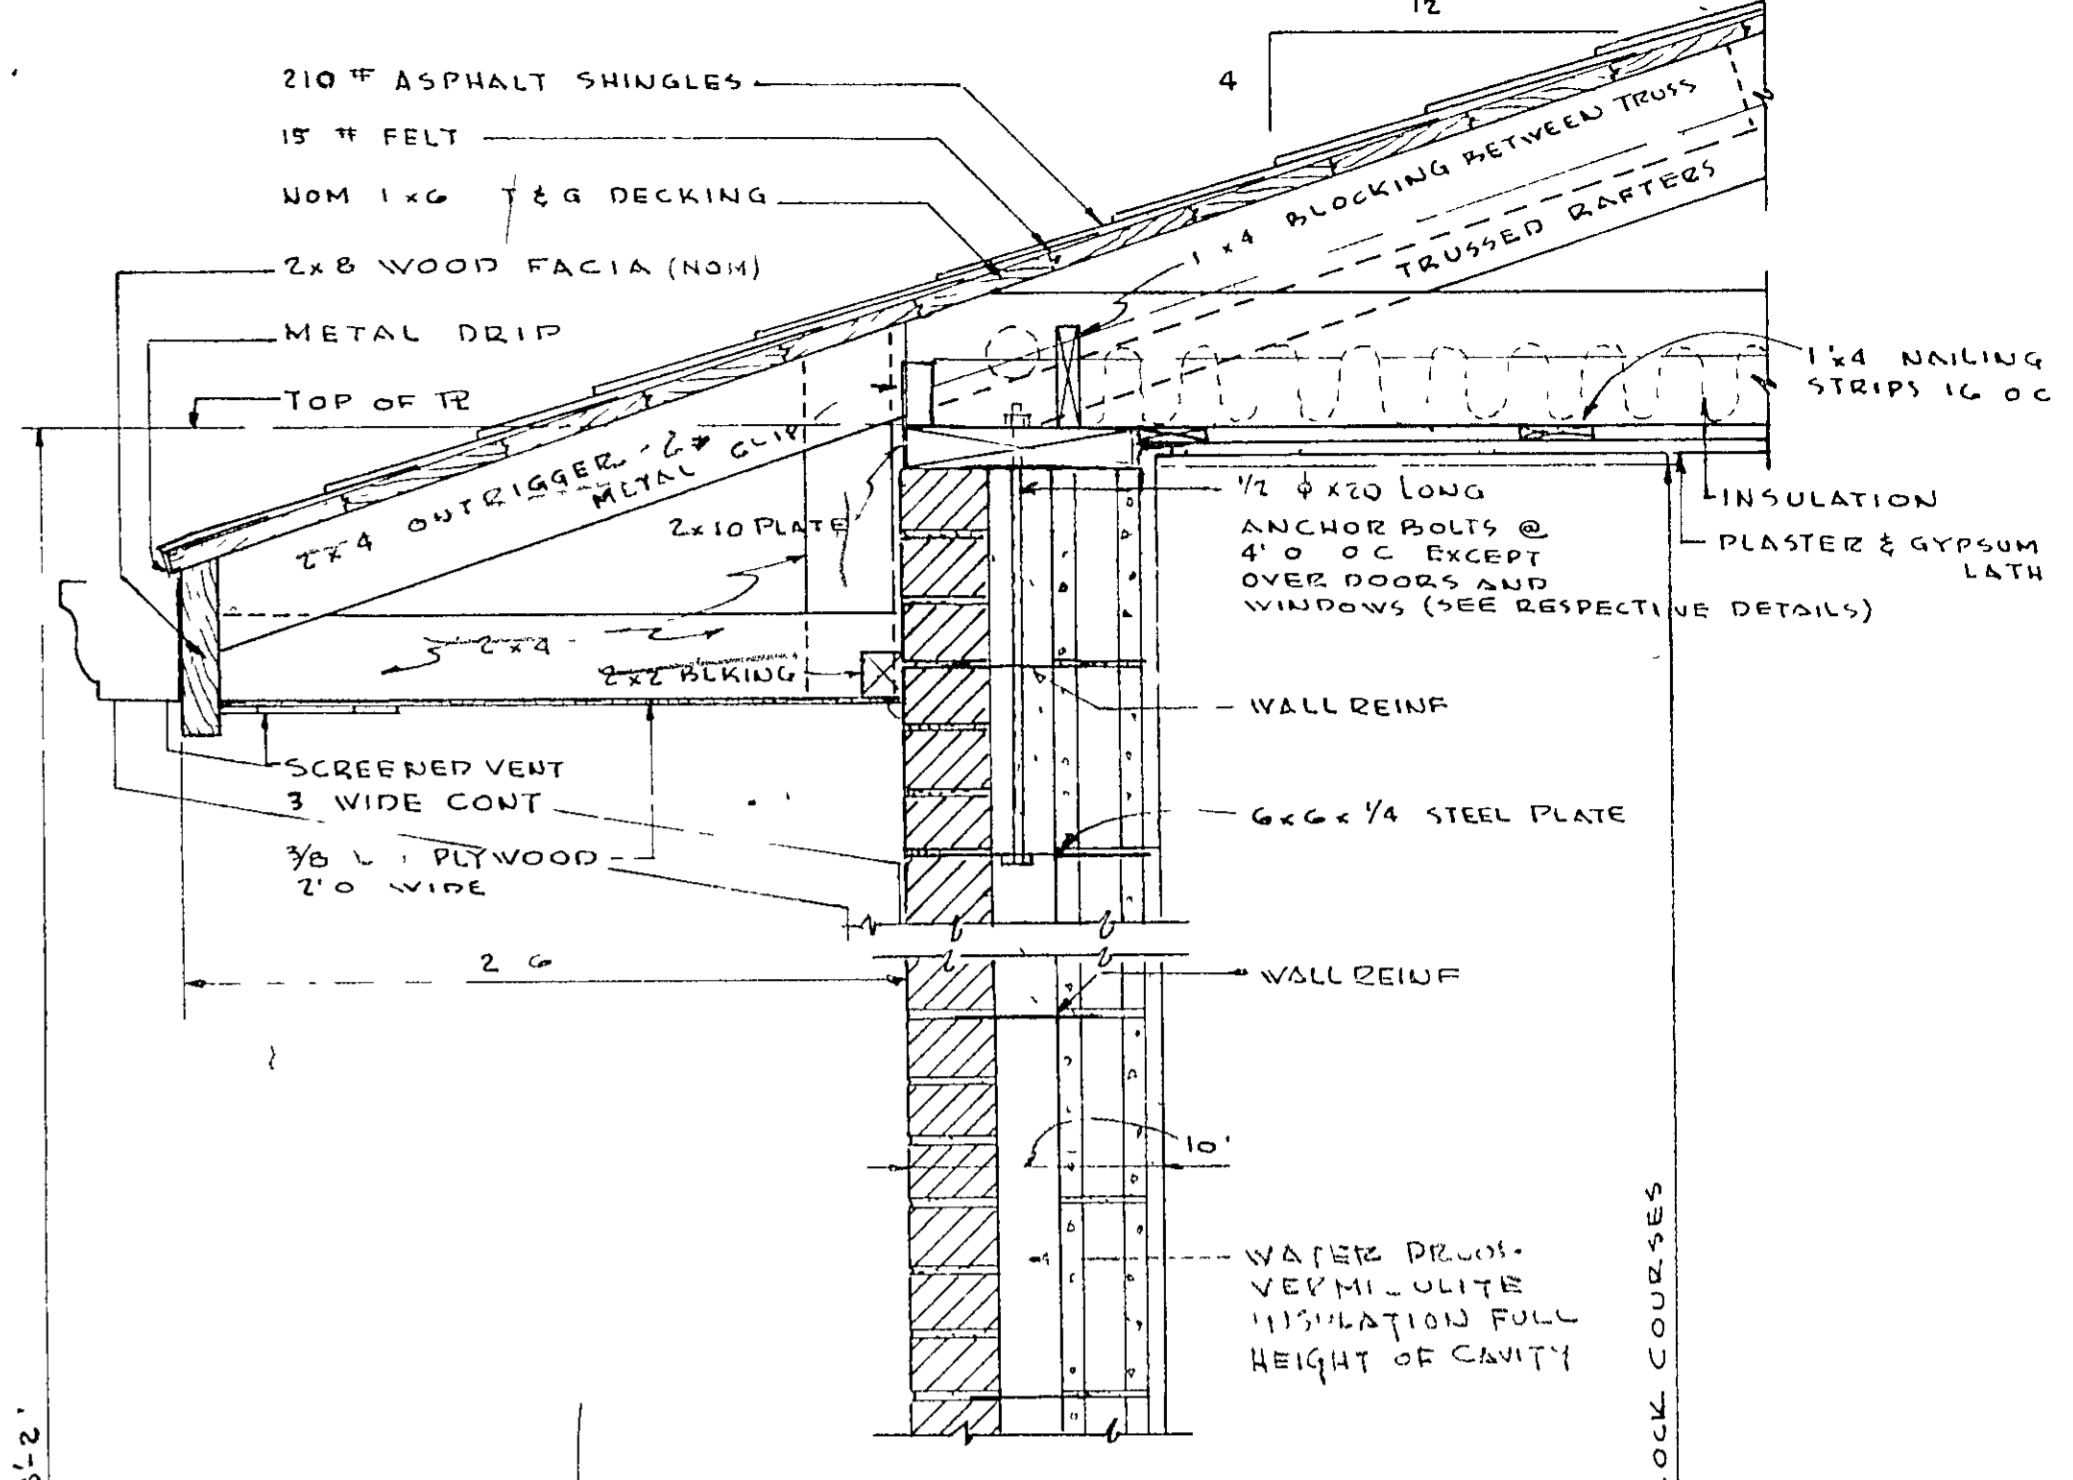 12
4
210 # ASPHALT SHINGLES
15 # FELT
NOM 1x6 T & G DECKING
2x8 WOOD FACIA (NOM)
METAL DRIP
TOP OF PL
1x4 BLOCKING BETWEEN TRUSS
TRUSSED RAFTERS
1x4 NAILING
STRIPS 16 OC
2x4 OUTRIGGER
METAL CLIP
2x10 PLATE
1/2 ϕ x20 LONG
ANCHOR BOLTS @
4' 0 OC EXCEPT
OVER DOORS AND
WINDOWS (SEE RESPECTIVE DETAILS)
INSULATION
PLASTER & GYPSUM
LATH
2x4
2x2 BLKING
WALL REINF
SCREENED VENT
3 WIDE CONT
3/8 PLYWOOD
2' 0 WIDE
6x6x1/4 STEEL PLATE
2 6
WALL REINF
10'
WATER
INSULATION FULL
HEIGHT OF CAVITY
COURSES